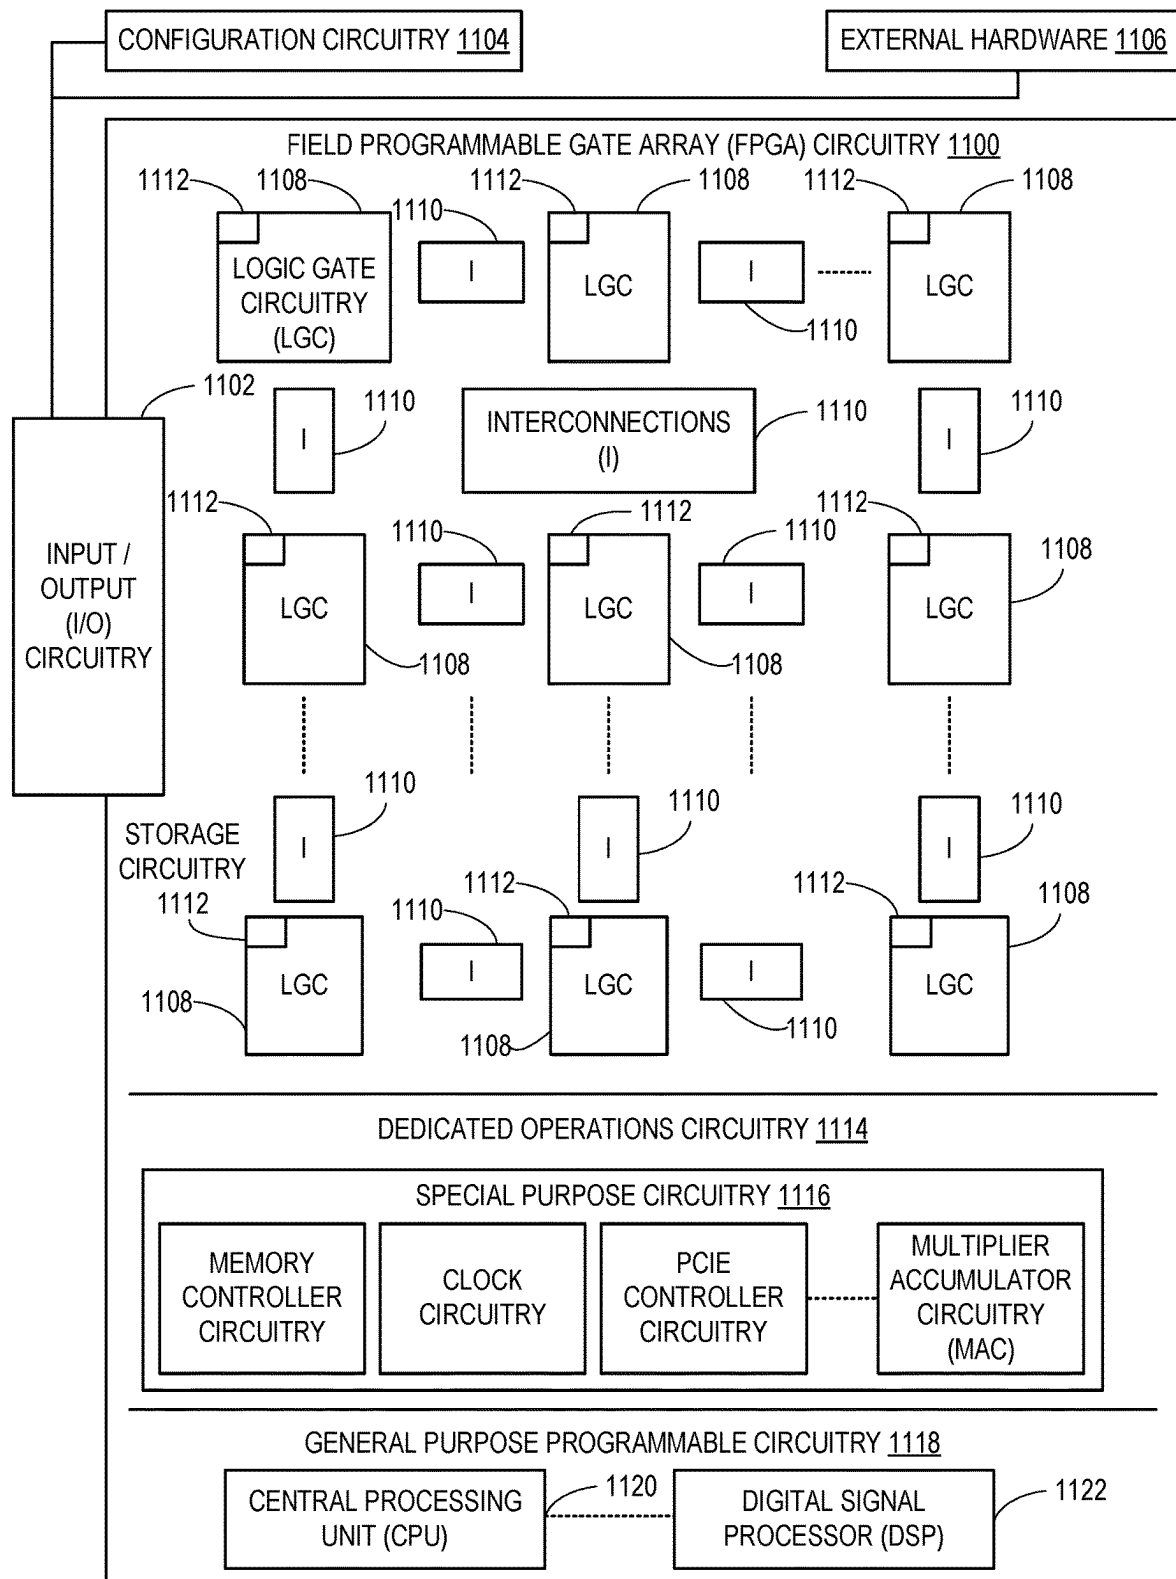 CONFIGURATION CIRCUITRY 1104
EXTERNAL HARDWARE 1106
FIELD PROGRAMMABLE GATE ARRAY (FPGA) CIRCUITRY 1100
1112
1108
1110
1112
1108
1112
1108
LOGIC GATE
CIRCUITRY
(LGC)
I
LGC
I
LGC
1110
1102
1110
INTERCONNECTIONS
(I)
1110
1110
I
I
1112
1110
1112
1110
1112
1108
INPUT /
OUTPUT
(I/O)
CIRCUITRY
LGC
I
LGC
I
LGC
1108
1108
1110
1110
1110
STORAGE
CIRCUITRY
I
I
I
1112
1110
1112
1112
1108
LGC
I
LGC
I
LGC
1108
1108
1110
DEDICATED OPERATIONS CIRCUITRY 1114
SPECIAL PURPOSE CIRCUITRY 1116
MEMORY
CONTROLLER
CIRCUITRY
CLOCK
CIRCUITRY
PCIE
CONTROLLER
CIRCUITRY
MULTIPLIER
ACCUMULATOR
CIRCUITRY
(MAC)
GENERAL PURPOSE PROGRAMMABLE CIRCUITRY 1118
CENTRAL PROCESSING
UNIT (CPU)
1120
DIGITAL SIGNAL
PROCESSOR (DSP)
1122